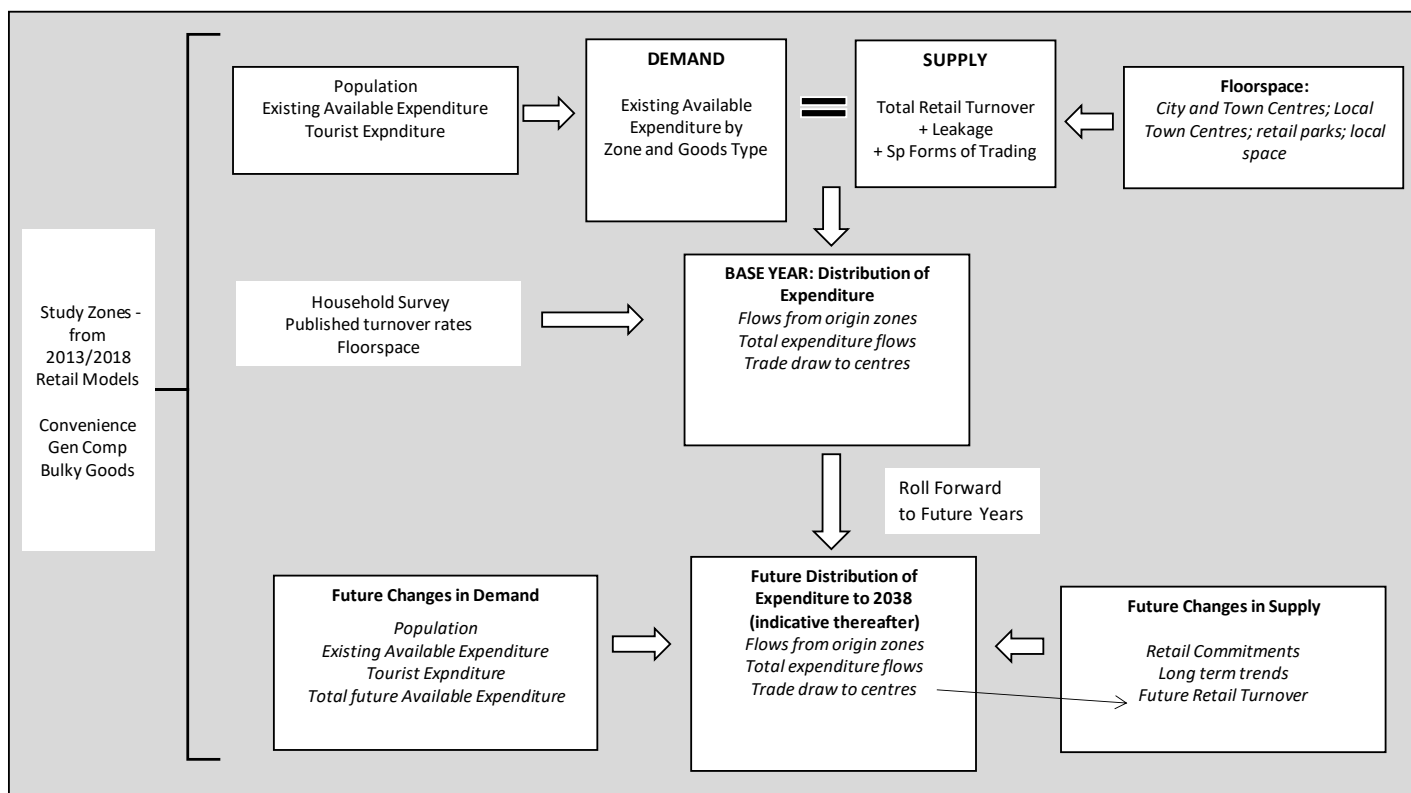 Study Zones -
from
2013/2018
Retail Models
Convenience
Gen Comp
Bulky Goods
Population
Existing Available Expenditure
Tourist Expnditure
DEMAND
Existing Available
Expenditure by
Zone and Goods Type
SUPPLY
Total Retail Turnover
+ Leakage
+ Sp Forms of Trading
Floorspace:
City and Town Centres; Local
Town Centres; retail parks; local
space
Household Survey
Published turnover rates
Floorspace
BASE YEAR: Distribution of
Expenditure
Flows from origin zones
Total expenditure flows
Trade draw to centres
Roll Forward
to Future Years
Future Changes in Demand
Population
Existing Available Expenditure
Tourist Expnditure
Total future Available Expenditure
Future Distribution of
Expenditure to 2038
(indicative thereafter)
Flows from origin zones
Total expenditure flows
Trade draw to centres
Future Changes in Supply
Retail Commitments
Long term trends
Future Retail Turnover